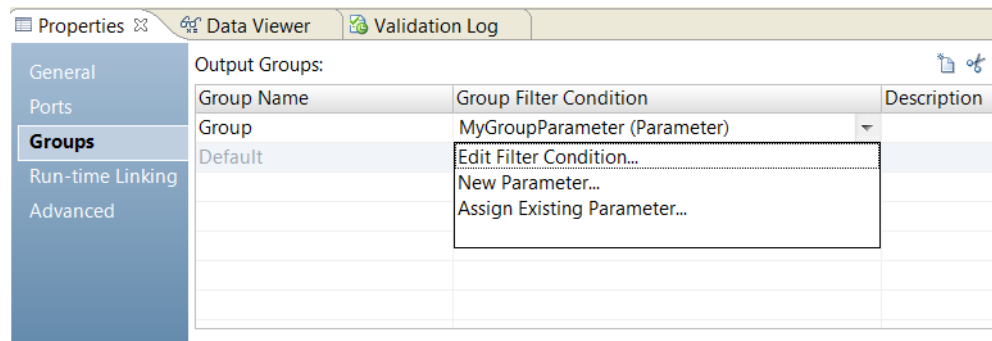 Properties Data Viewer Validation Log
General
Ports
Groups
Run-time Linking
Advanced
Output Groups:
Group Name Group Filter Condition Description
Group MyGroupParameter (Parameter)
Default
Edit Filter Condition...
New Parameter...
Assign Existing Parameter...